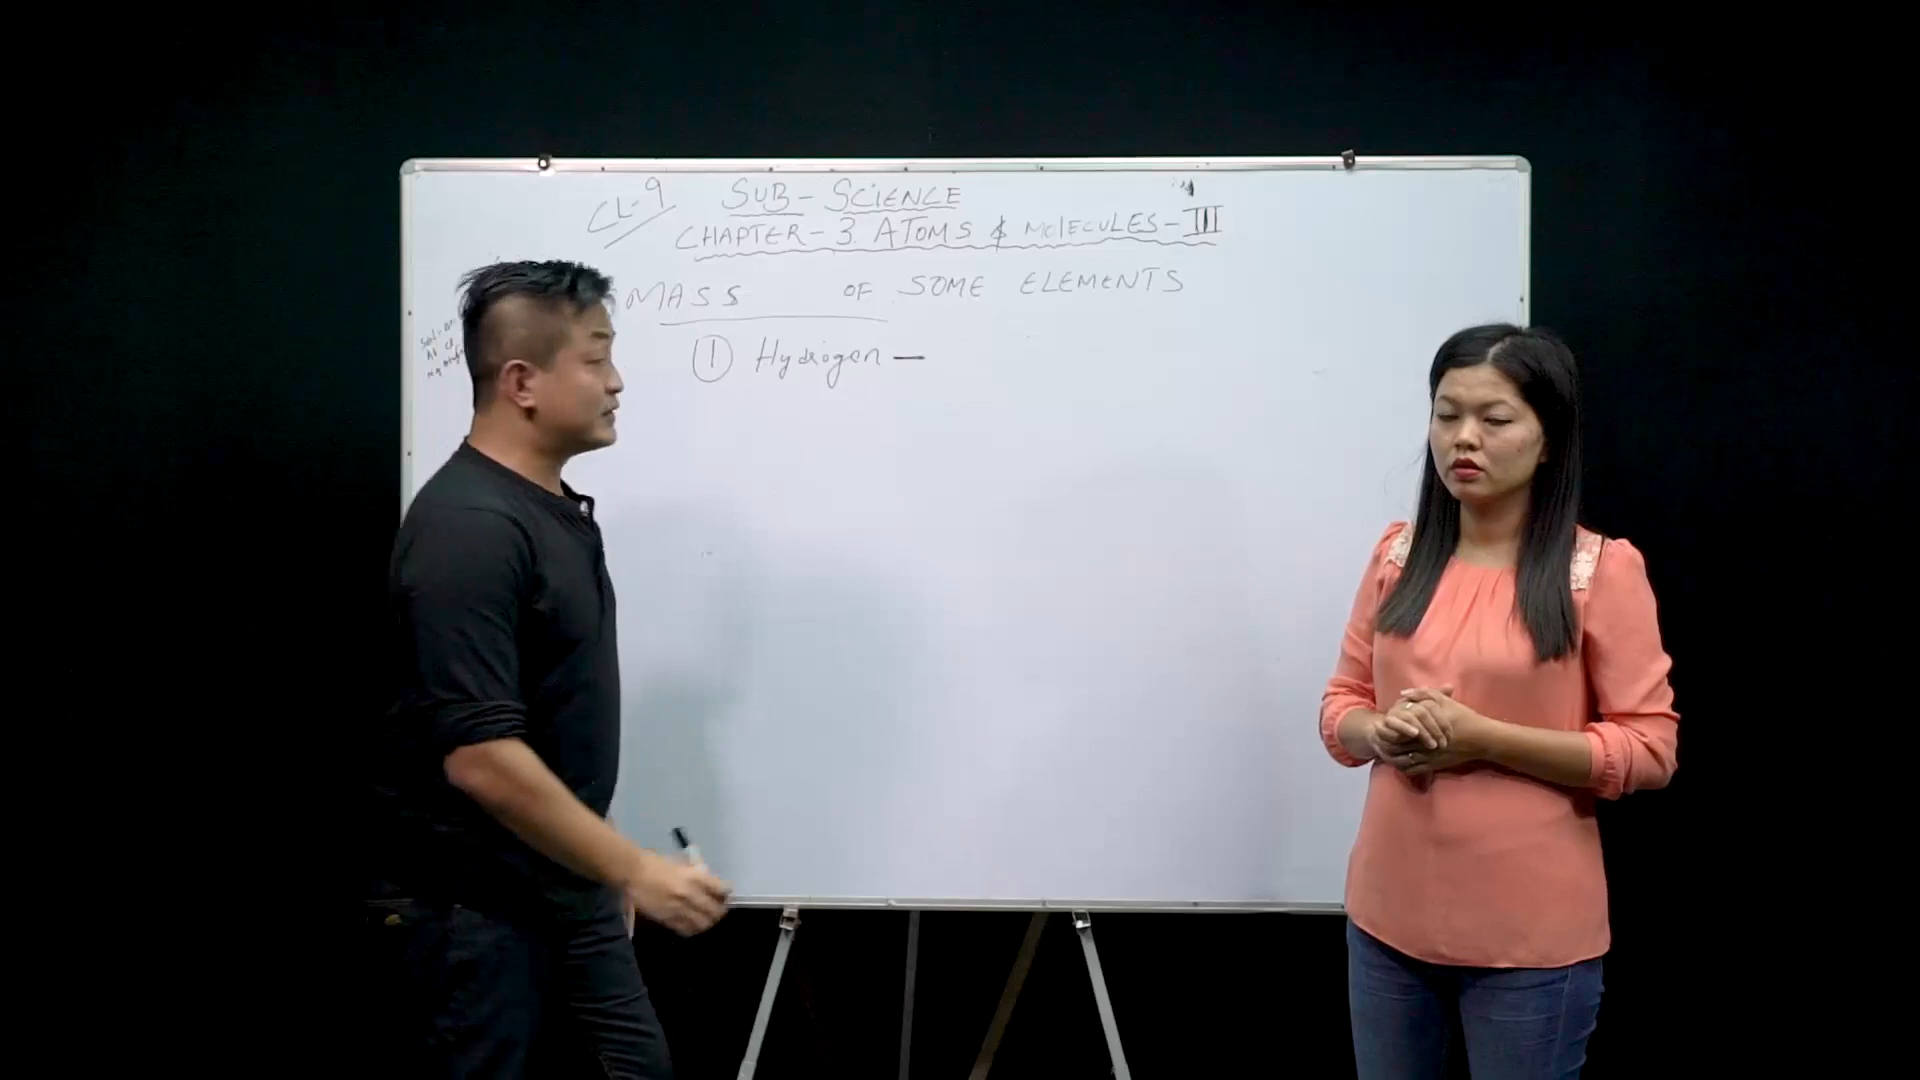 CL-9 SUB-SCIENCE
CHAPTER-3. ATOMS & MOLECULES-III
MASS OF SOME ELEMENTS
① Hydrogen —